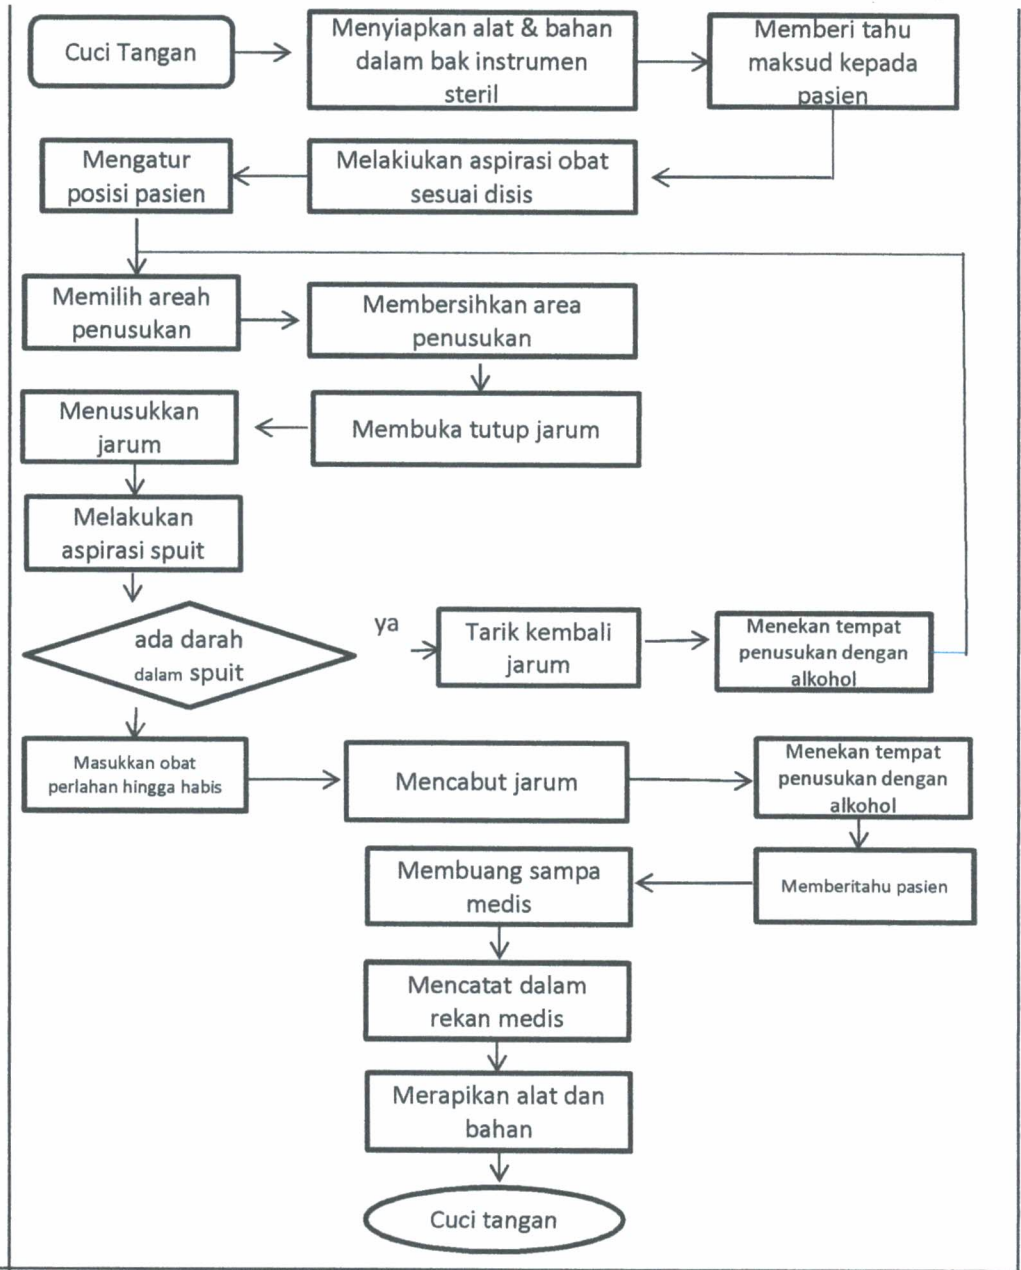 Cuci Tangan
Menyiapkan alat & bahan
dalam bak instrumen
steril
Memberi tahu
maksud kepada
pasien
Melakiukan aspirasi obat
sesuai disis
Mengatur
posisi pasien
Memilih areah
penusukan
Membersihkan area
penusukan
Membuka tutup jarum
Menusukkan
jarum
Melakukan
aspirasi spuit
ada darah
dalam spuit
ya
Tarik kembali
jarum
Menekan tempat
penusukan dengan
alkohol
Masukkan obat
perlahan hingga habis
Mencabut jarum
Menekan tempat
penusukan dengan
alkohol
Memberitahu pasien
Membuang sampa
medis
Mencatat dalam
rekan medis
Merapikan alat dan
bahan
Cuci tangan